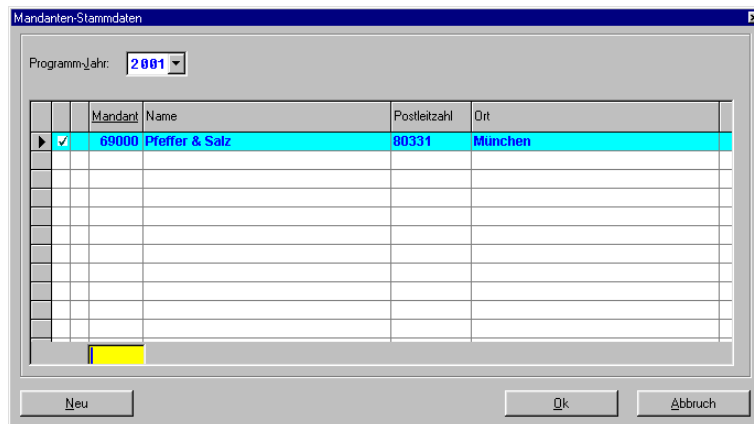 Mandanten-Stammdaten
Programm-Jahr: 2001
Mandant Name Postleitzahl Ort
69000 Pfeffer & Salz 80331 München
Neu Ok Abbruch